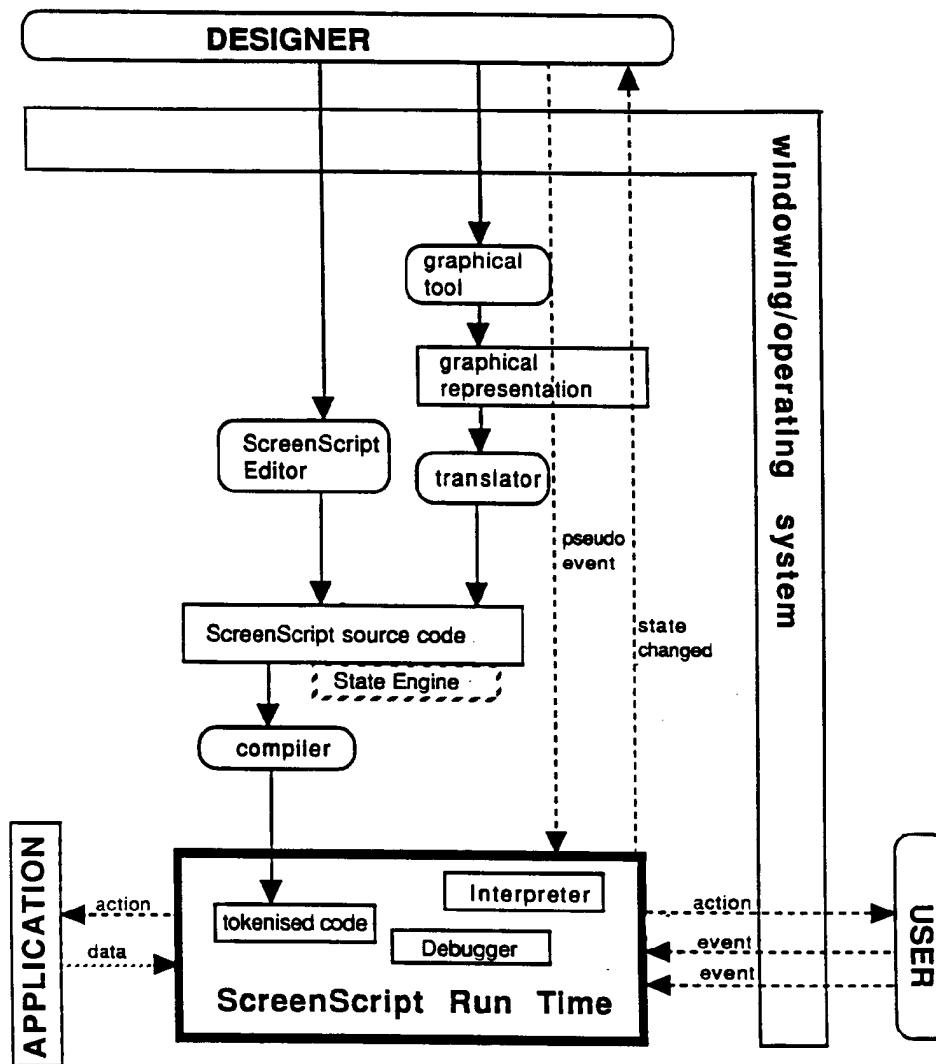 DESIGNER
windowing/operating system
graphical
tool
graphical
representation
ScreenScript
Editor
translator
pseudo
event
state
changed
ScreenScript source code
State Engine
compiler
APPLICATION
action
data
Interpreter
tokenised code
Debugger
ScreenScript Run Time
action
event
event
USER